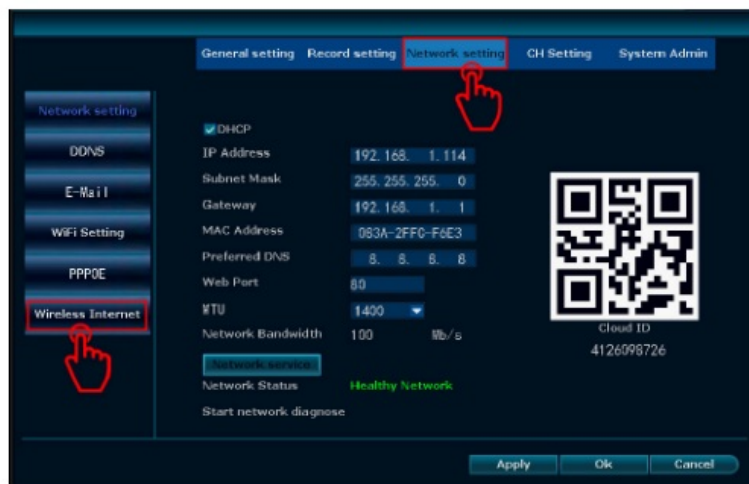 General setting Record setting Network setting CH Setting System Admin
Network setting
DDNS
E-Mail
WiFi Setting
PPPOE
Wireless Internet
DHCP
IP Address 192.168. 1.114
Subnet Mask 255.255.255. 0
Gateway 192.168. 1. 1
MAC Address 083A-2FFC-F6E3
Preferred DNS 8. 8. 8. 8
Web Port 80
MTU 1400
Network Bandwidth 100 Mb/s
Network service
Network Status Healthy Network
Start network diagnose
Cloud ID
4126098726
Apply Ok Cancel